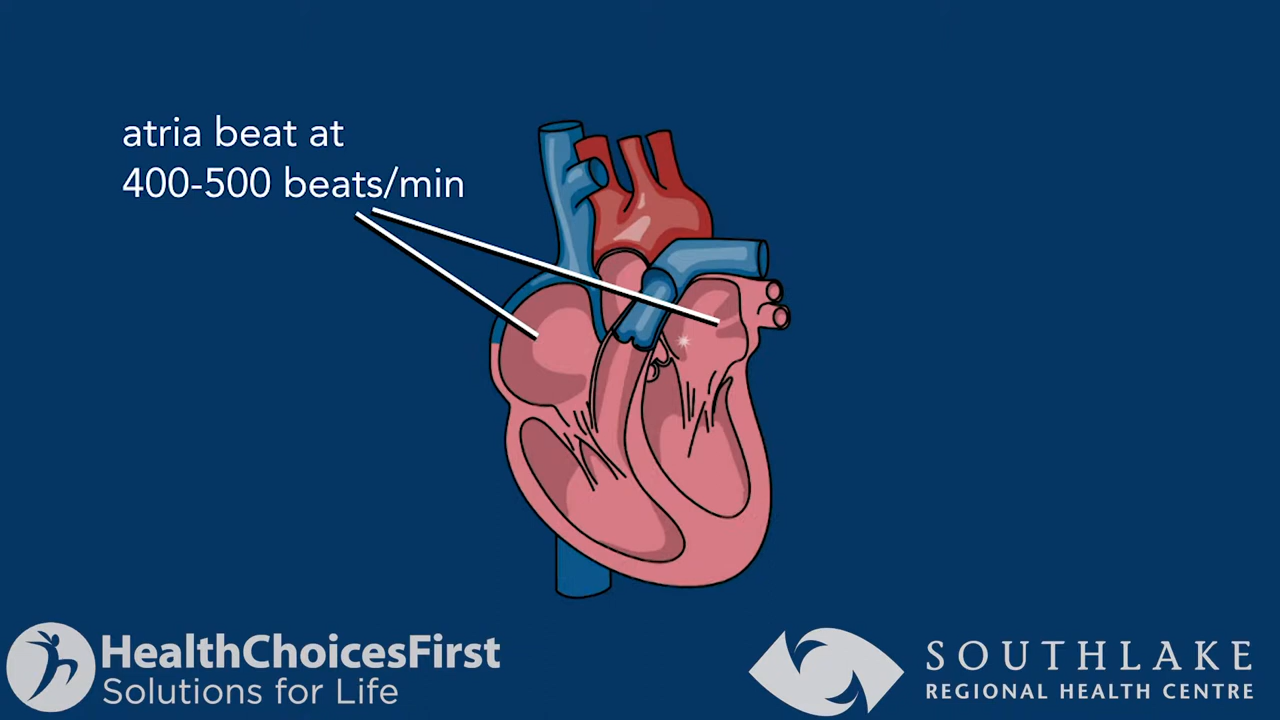 atria beat at
400-500 beats/min
HealthChoicesFirst
Solutions for Life
SOUTHLAKE
REGIONAL HEALTH CENTRE